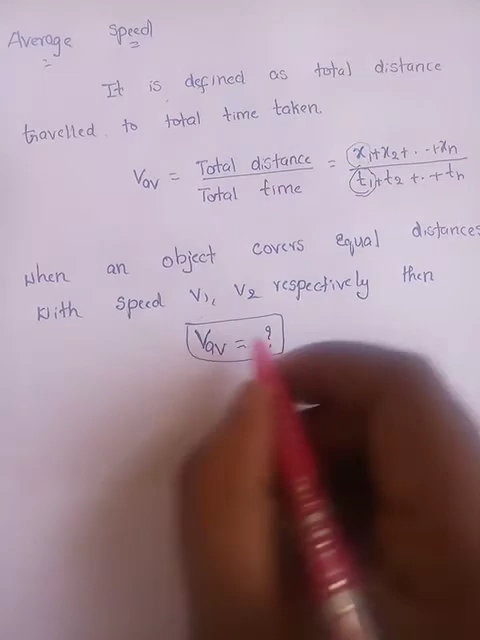 Average Speed
It is defined as total distance
travelled to total time taken.
Vav = Total distance / Total time = x1+x2+...+xn / t1+t2+..+tn
When an object covers equal distances
with speed V1, V2 respectively then
Vav = ?